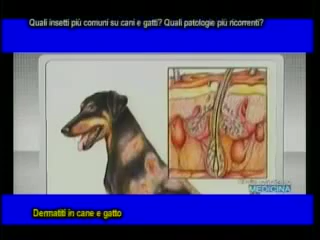 Quali insetti più comuni su cani e gatti? Quali patologie più ricorrenti?
MEDICINA
Dermatiti in cane e gatto